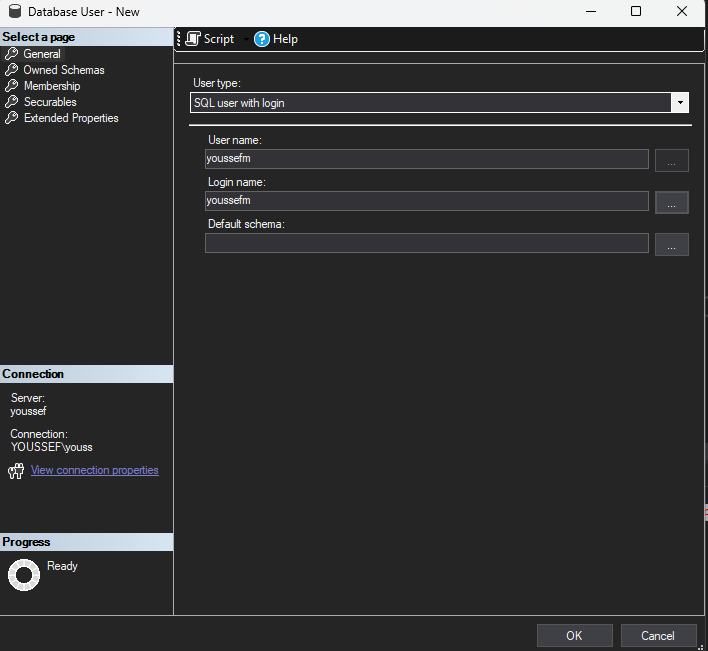 Database User - New
Select a page
General
Owned Schemas
Membership
Securables
Extended Properties
Script
Help
User type:
SQL user with login
User name:
youssefm
...
Login name:
youssefm
...
Default schema:
...
Connection
Server:
youssef
Connection:
YOUSSEF\youss
View connection properties
Progress
Ready
OK
Cancel